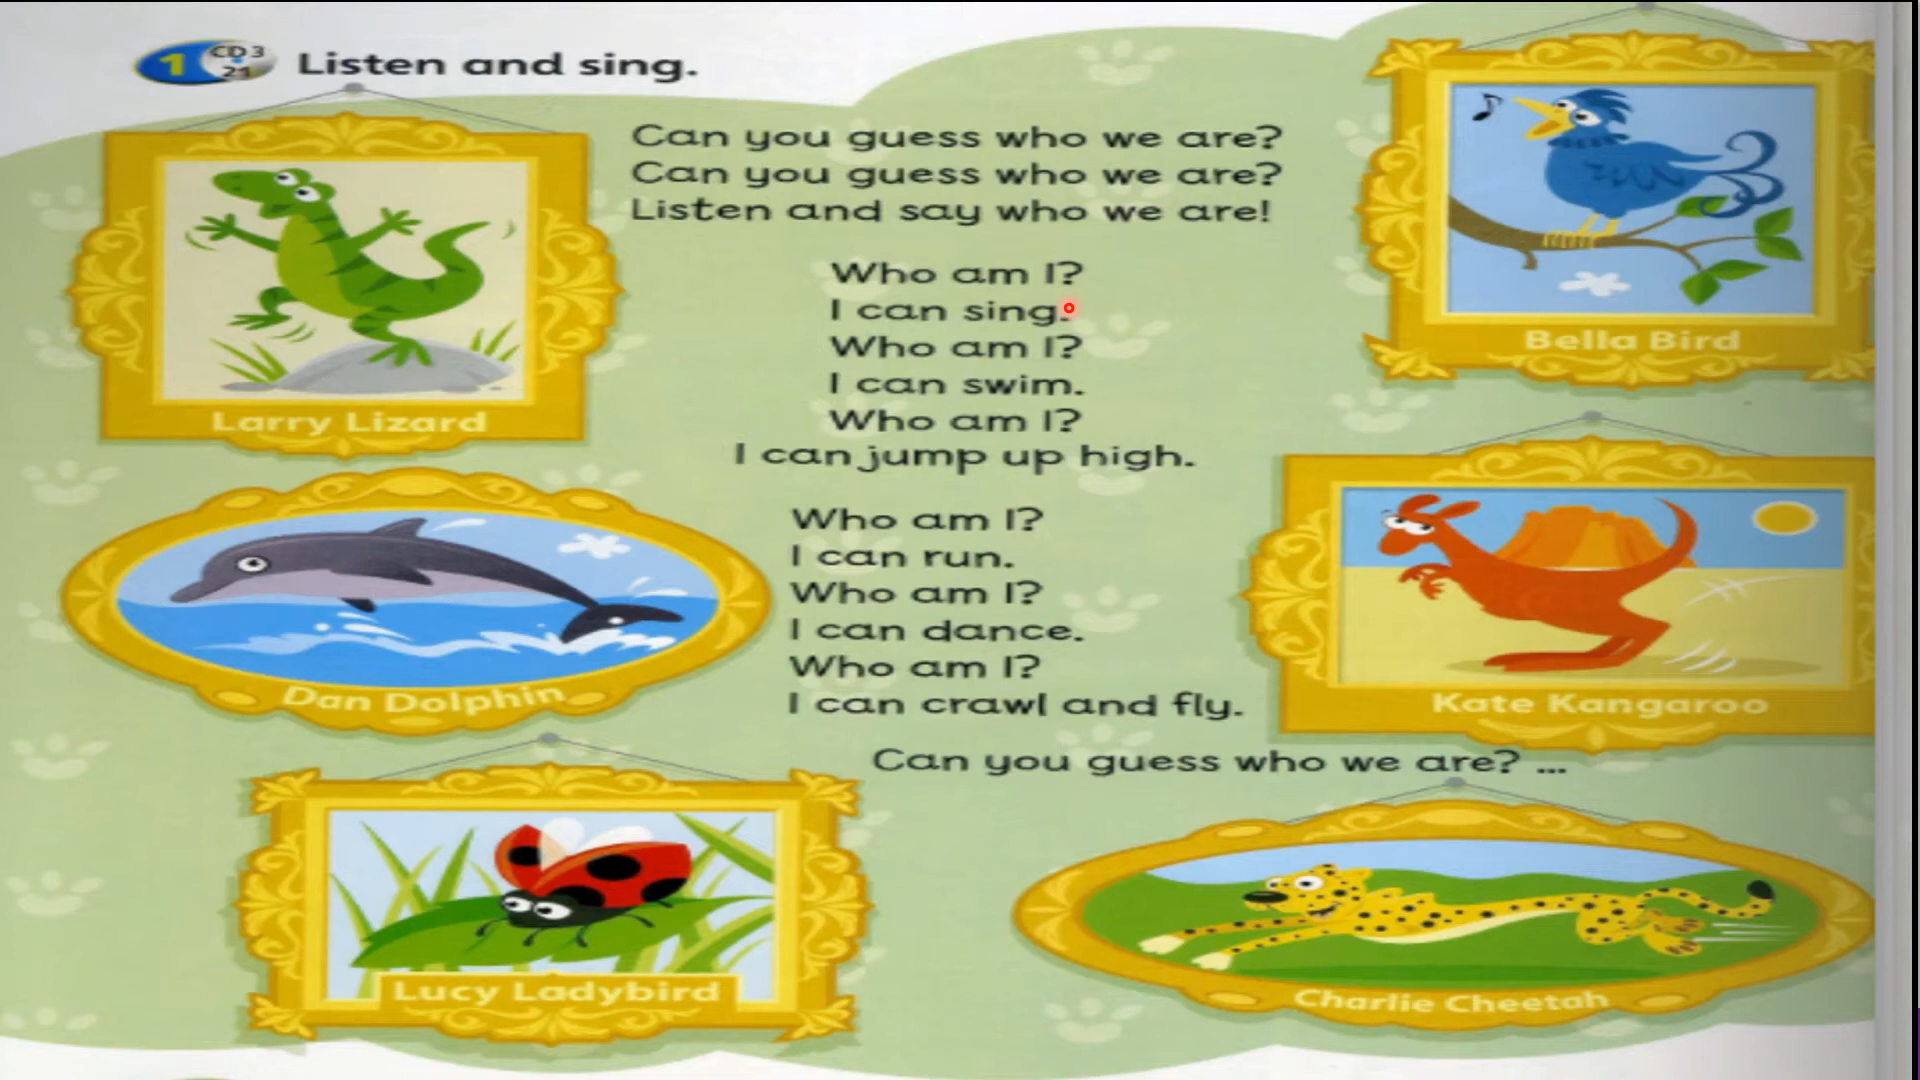 1 CD 3 21 Listen and sing.
Can you guess who we are?
Can you guess who we are?
Listen and say who we are!
Who am I?
I can sing.
Who am I?
I can swim.
Who am I?
I can jump up high.
Who am I?
I can run.
Who am I?
I can dance.
Who am I?
I can crawl and fly.
Can you guess who we are? ...
Larry Lizard
Bella Bird
Dan Dolphin
Kate Kangaroo
Lucy Ladybird
Charlie Cheetah